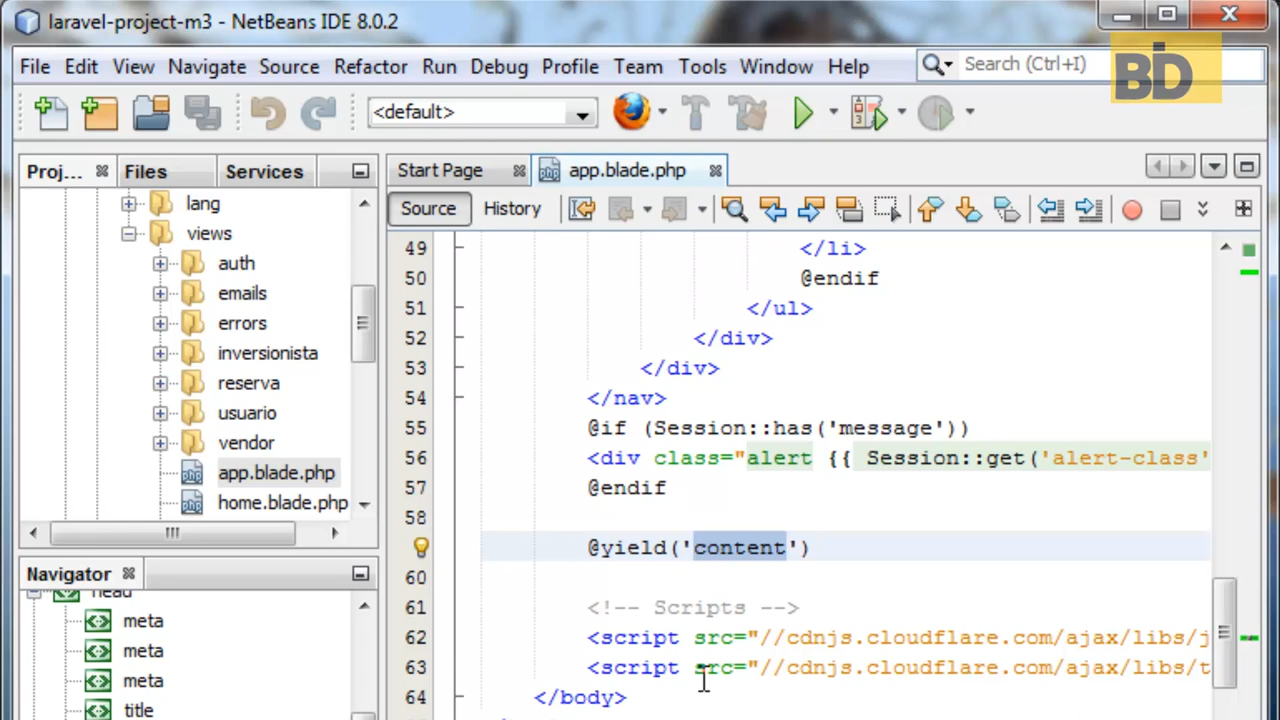 laravel-project-m3 - NetBeans IDE 8.0.2
File Edit View Navigate Source Refactor Run Debug Profile Team Tools Window Help
Search (Ctrl+I)
BD
<default>
Proj... Files Services
Start Page app.blade.php
Source History
lang
views
auth
emails
errors
inversionista
reserva
usuario
vendor
app.blade.php
home.blade.php
Navigator
head
meta
meta
meta
title
49 </li>
50 @endif
51 </ul>
52 </div>
53 </div>
54 </nav>
55 @if (Session::has('message'))
56 <div class="alert {{ Session::get('alert-class'
57 @endif
58
@yield('content')
60
61 <!-- Scripts -->
62 <script src="//cdnjs.cloudflare.com/ajax/libs/j
63 <script src="//cdnjs.cloudflare.com/ajax/libs/t
64 </body>